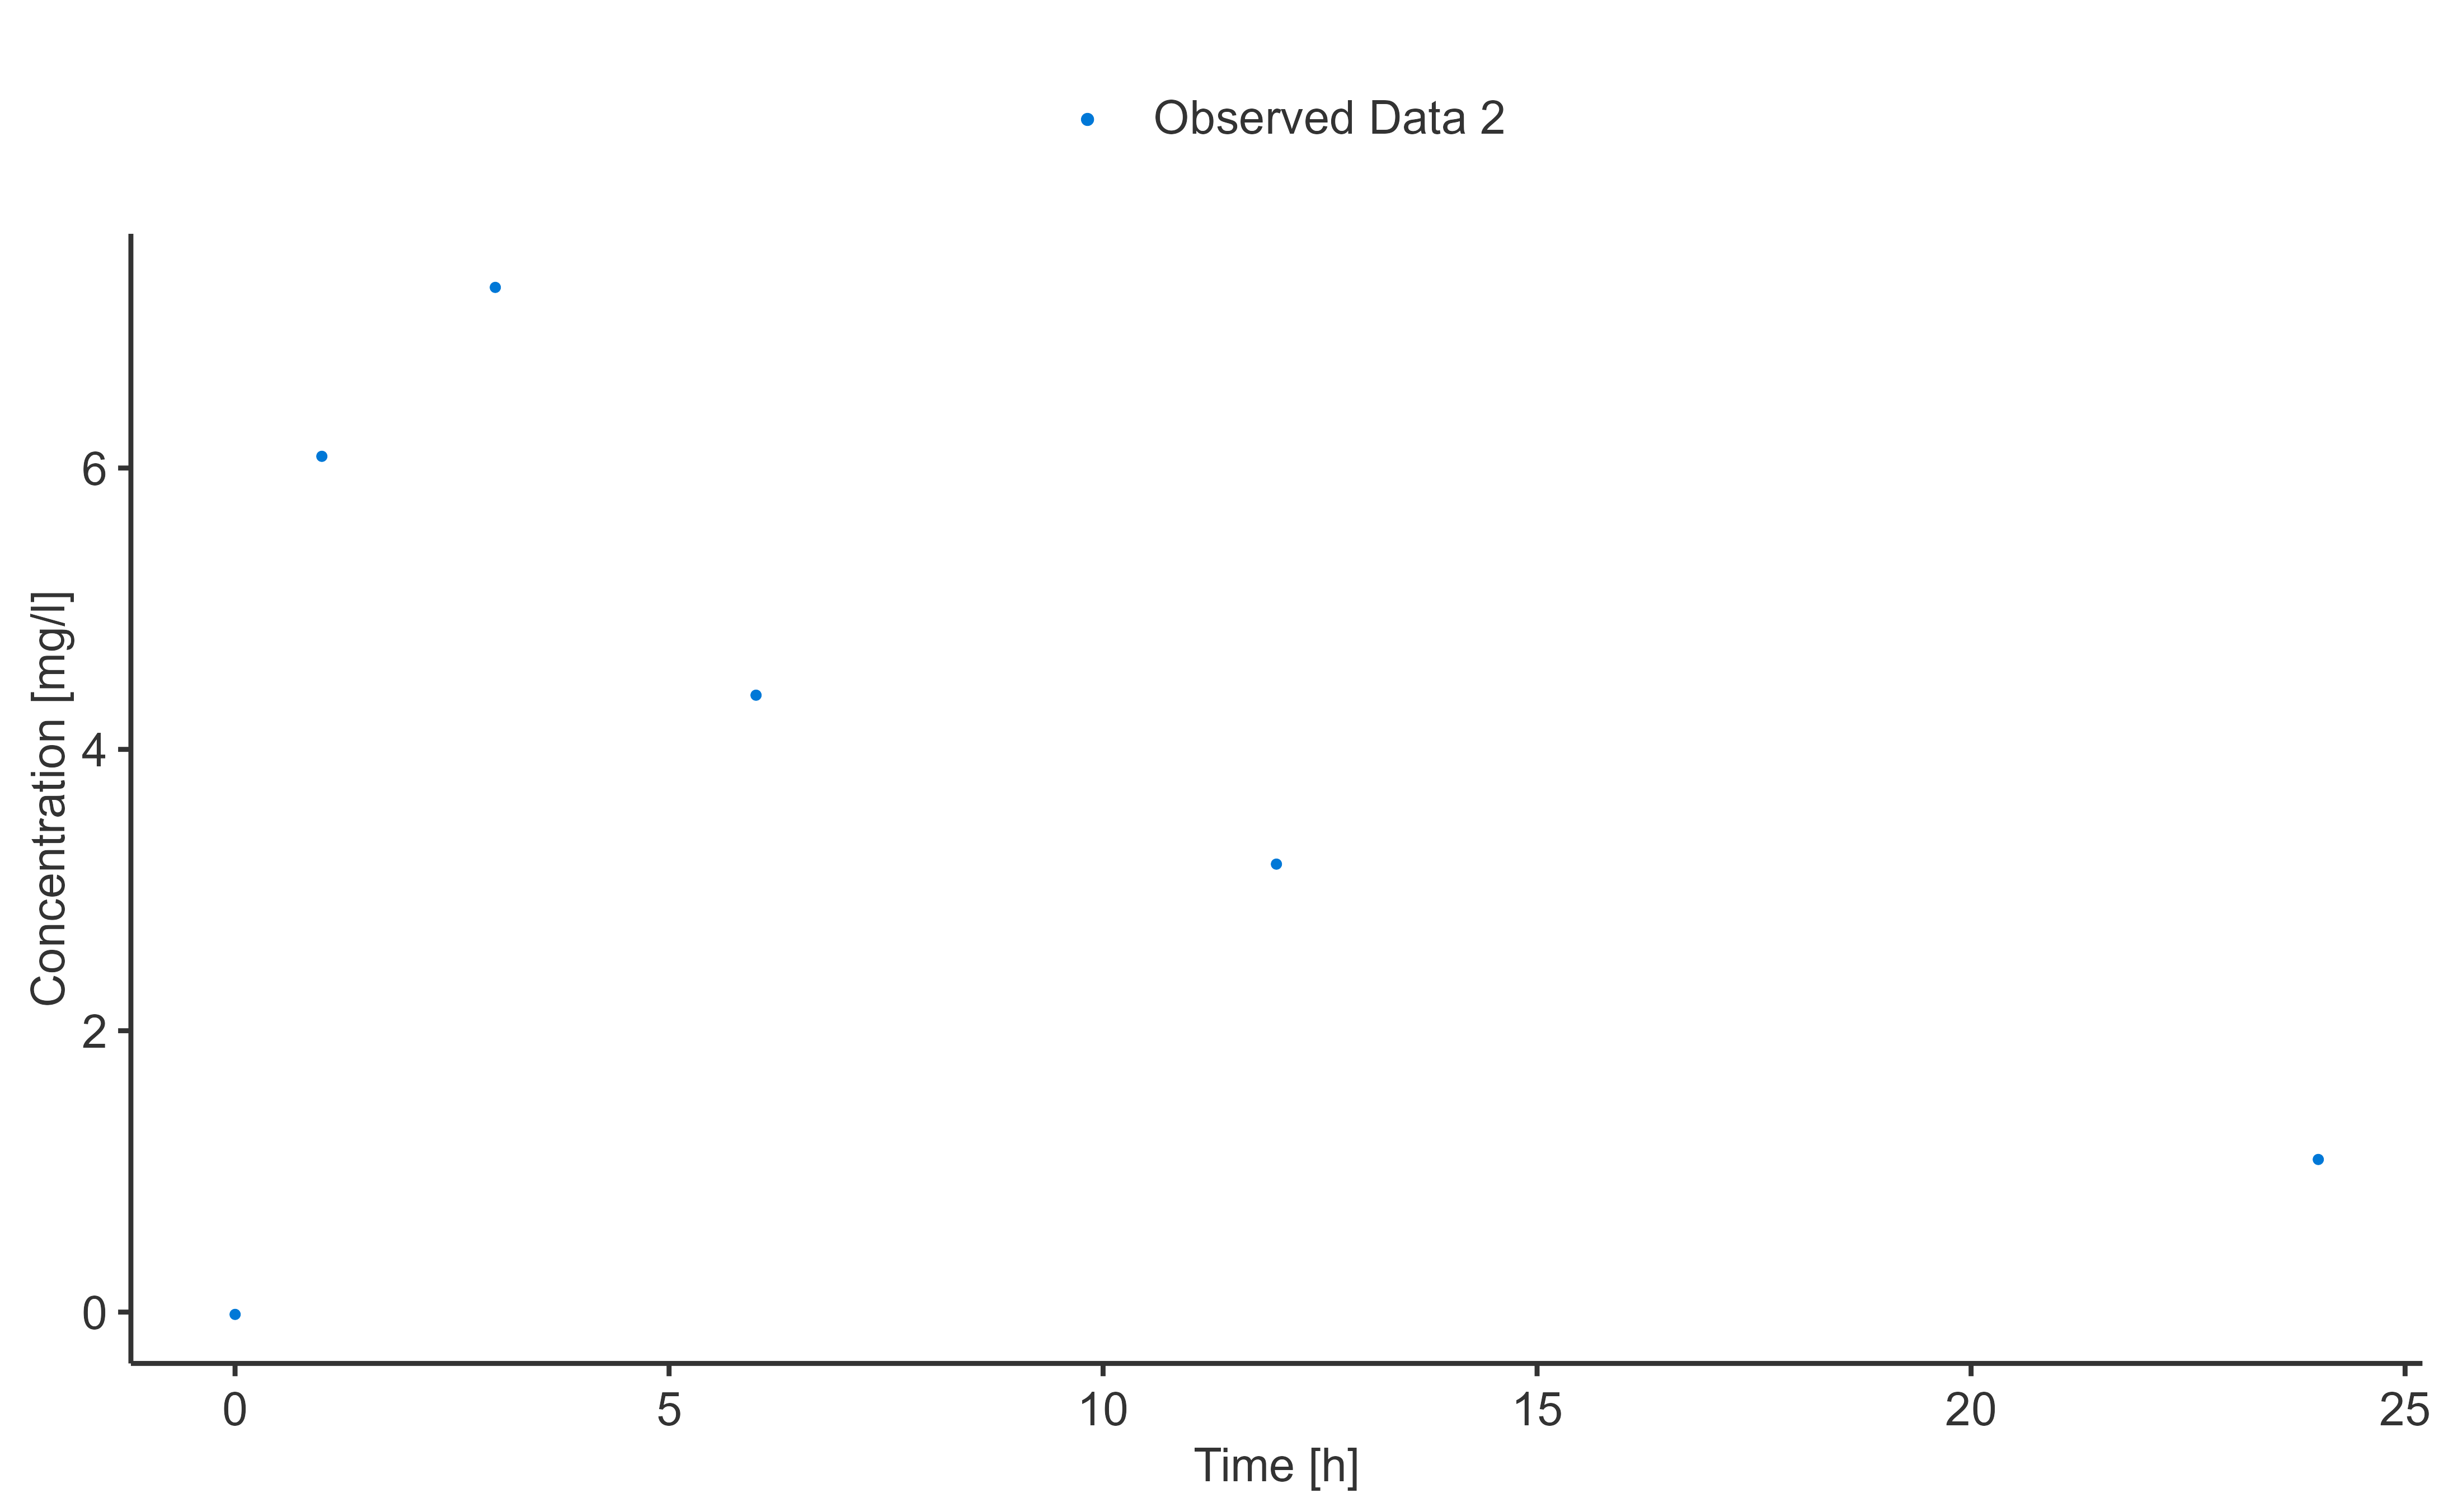 Observed Data 2
Concentration [mg/l]
6
4
2
0
0 5 10 15 20 25
Time [h]